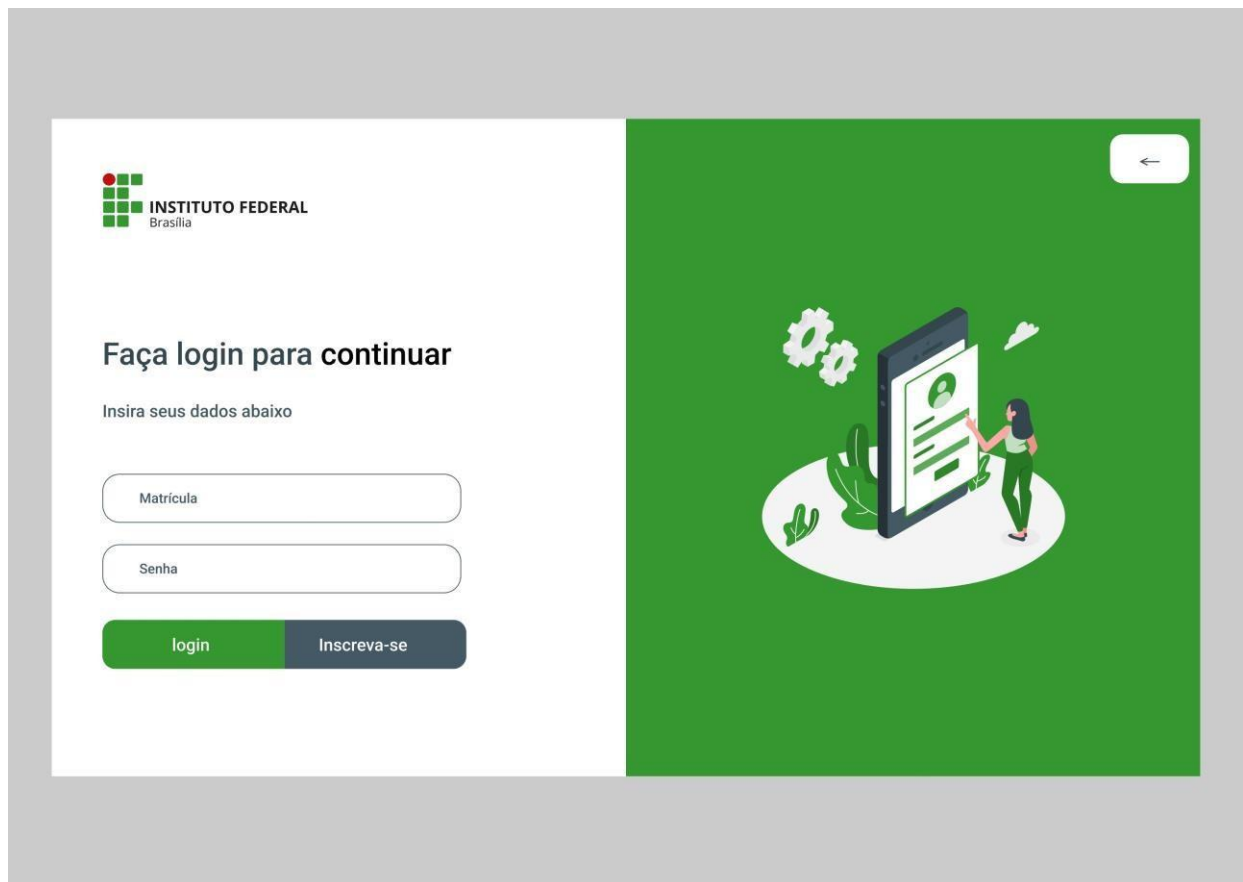 INSTITUTO FEDERAL
Brasília
Faça login para continuar
Insira seus dados abaixo
Matrícula
Senha
login Inscreva-se